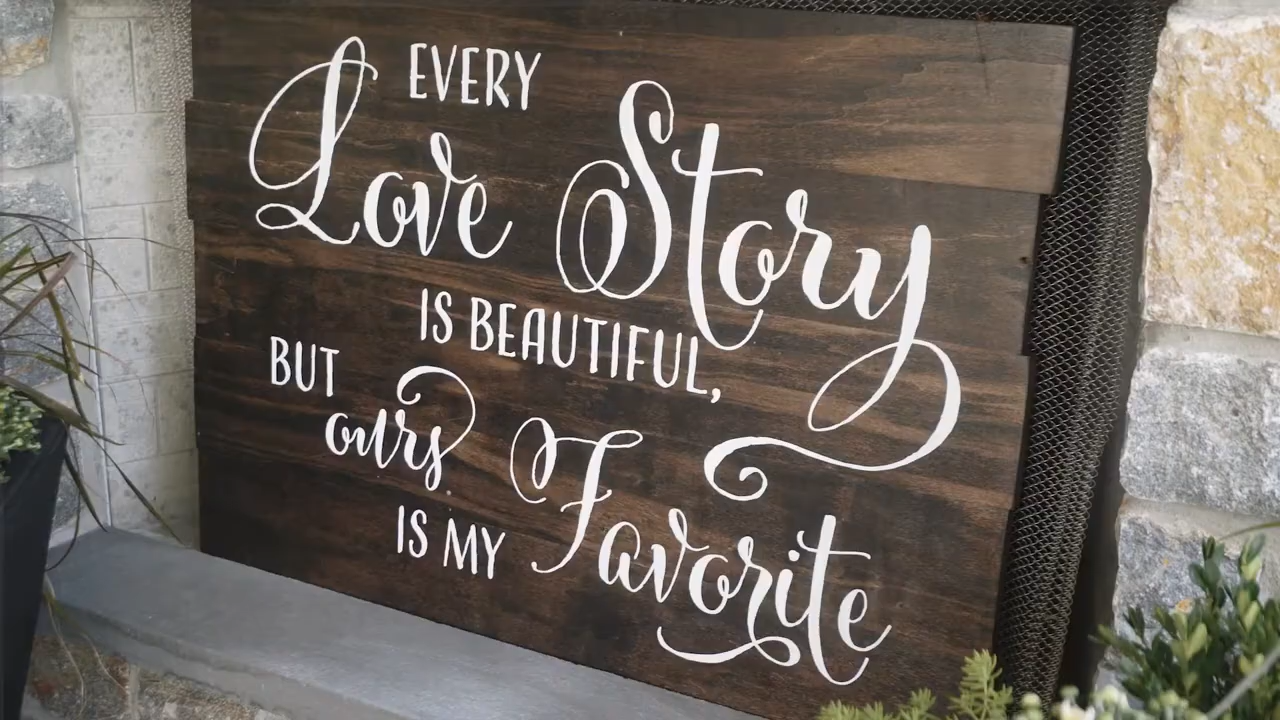 EVERY
Love Story
IS BEAUTIFUL,
BUT
ours
IS MY
Favorite